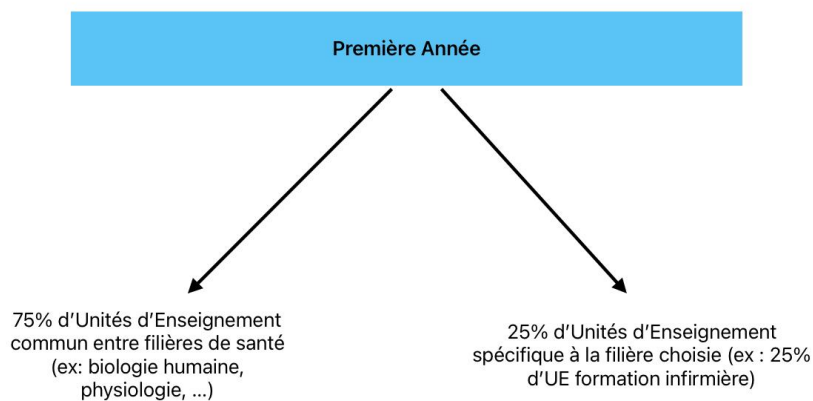 Première Année
75% d’Unités d’Enseignement
commun entre filières de santé
(ex: biologie humaine,
physiologie, ...)
25% d’Unités d’Enseignement
spécifique à la filière choisie (ex : 25%
d’UE formation infirmière)